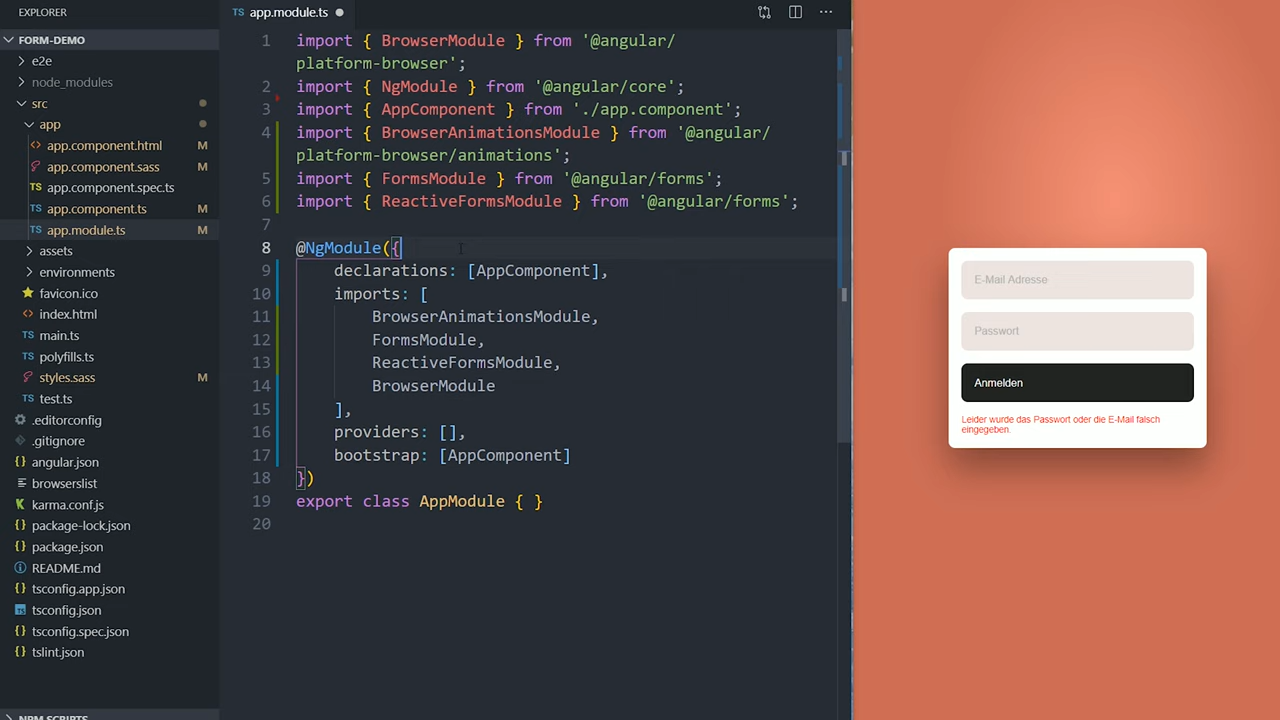 EXPLORER
FORM-DEMO
e2e
node_modules
src
app
app.component.html M
app.component.sass M
app.component.spec.ts
TS app.component.ts M
TS app.module.ts M
assets
environments
favicon.ico
index.html
TS main.ts
TS polyfills.ts
styles.sass M
TS test.ts
.editorconfig
.gitignore
angular.json
browserslist
karma.conf.js
package-lock.json
package.json
README.md
tsconfig.app.json
tsconfig.json
tsconfig.spec.json
tslint.json
NPM SCRIPTS
TS app.module.ts
1 import { BrowserModule } from '@angular/
platform-browser';
2 import { NgModule } from '@angular/core';
3 import { AppComponent } from './app.component';
4 import { BrowserAnimationsModule } from '@angular/
platform-browser/animations';
5 import { FormsModule } from '@angular/forms';
6 import { ReactiveFormsModule } from '@angular/forms';
7
8 @NgModule({
9 declarations: [AppComponent],
10 imports: [
11 BrowserAnimationsModule,
12 FormsModule,
13 ReactiveFormsModule,
14 BrowserModule
15 ],
16 providers: [],
17 bootstrap: [AppComponent]
18 })
19 export class AppModule { }
20
E-Mail Adresse
Passwort
Anmelden
Leider wurde das Passwort oder die E-Mail falsch
eingegeben.